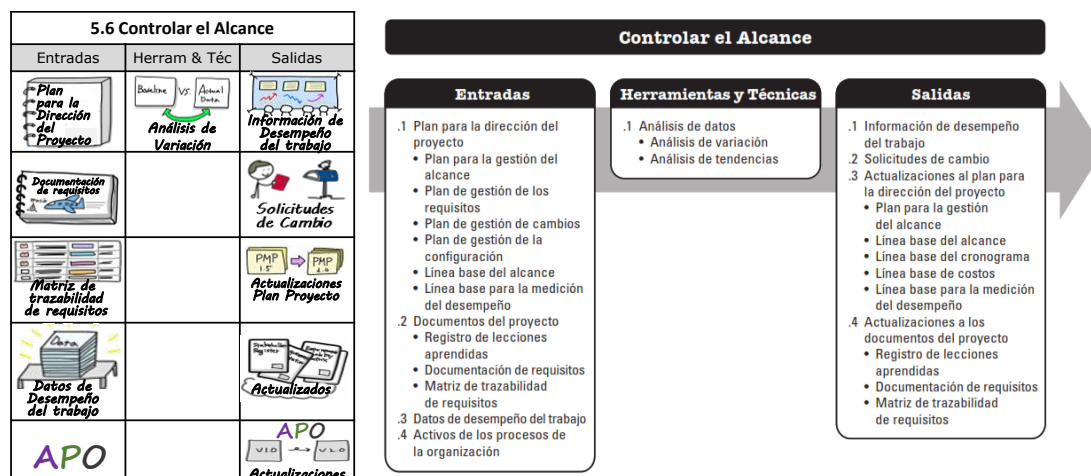 5.6 Controlar el Alcance
Entradas
Herram & Téc
Salidas
Plan
para la
Dirección
del
Proyecto
Baseline
VS.
Actual
Data
Análisis de
Variación
Información de
Desempeño
del trabajo
Documentación
de requisitos
Solicitudes
de Cambio
Matriz de
trazabilidad
de requisitos
PMP
1.5
PMP
2.0
Actualizaciones
Plan Proyecto
Data
Datos de
Desempeño
del trabajo
Stakeholder
Register
Actualizados
APO
APO
V1.0
V2.0
Actualizaciones
Controlar el Alcance
Entradas
.1 Plan para la dirección del
proyecto
• Plan para la gestión del
alcance
• Plan de gestión de los
requisitos
• Plan de gestión de cambios
• Plan de gestión de la
configuración
• Línea base del alcance
• Línea base para la medición
del desempeño
.2 Documentos del proyecto
• Registro de lecciones
aprendidas
• Documentación de requisitos
• Matriz de trazabilidad
de requisitos
.3 Datos de desempeño del trabajo
.4 Activos de los procesos de
la organización
Herramientas y Técnicas
.1 Análisis de datos
• Análisis de variación
• Análisis de tendencias
Salidas
.1 Información de desempeño
del trabajo
.2 Solicitudes de cambio
.3 Actualizaciones al plan para
la dirección del proyecto
• Plan para la gestión
del alcance
• Línea base del alcance
• Línea base del cronograma
• Línea base de costos
• Línea base para la medición
del desempeño
.4 Actualizaciones a los
documentos del proyecto
• Registro de lecciones
aprendidas
• Documentación de requisitos
• Matriz de trazabilidad
de requisitos